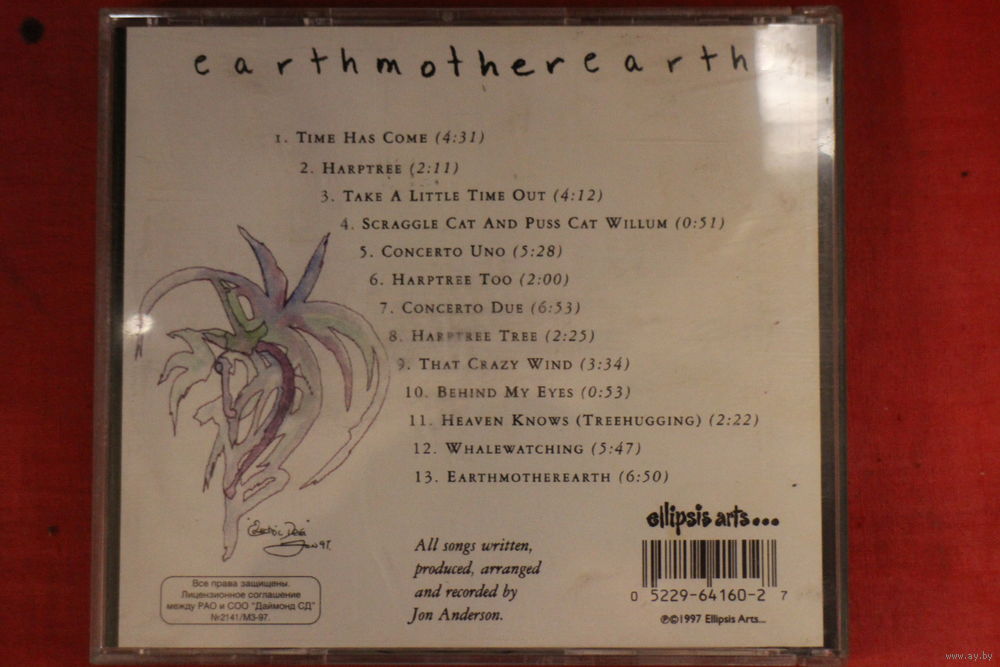 earthmotherearth
1. Time Has Come (4:31)
2. Harptree (2:11)
3. Take A Little Time Out (4:12)
4. Scraggle Cat And Puss Cat Willum (0:51)
5. Concerto Uno (5:28)
6. Harptree Too (2:00)
7. Concerto Due (6:53)
8. Harptree Tree (2:25)
9. That Crazy Wind (3:34)
10. Behind My Eyes (0:53)
11. Heaven Knows (Treehugging) (2:22)
12. Whalewatching (5:47)
13. Earthmotherearth (6:50)
97.
Все права защищены.
Лицензионное соглашение
между РАО и СОО "Даймонд СД"
№2141/МЗ-97.
All songs written,
produced, arranged
and recorded by
Jon Anderson.
ellipsis arts...
0 5229-64160-2 7
℗©1997 Ellipsis Arts...
www.ay.by